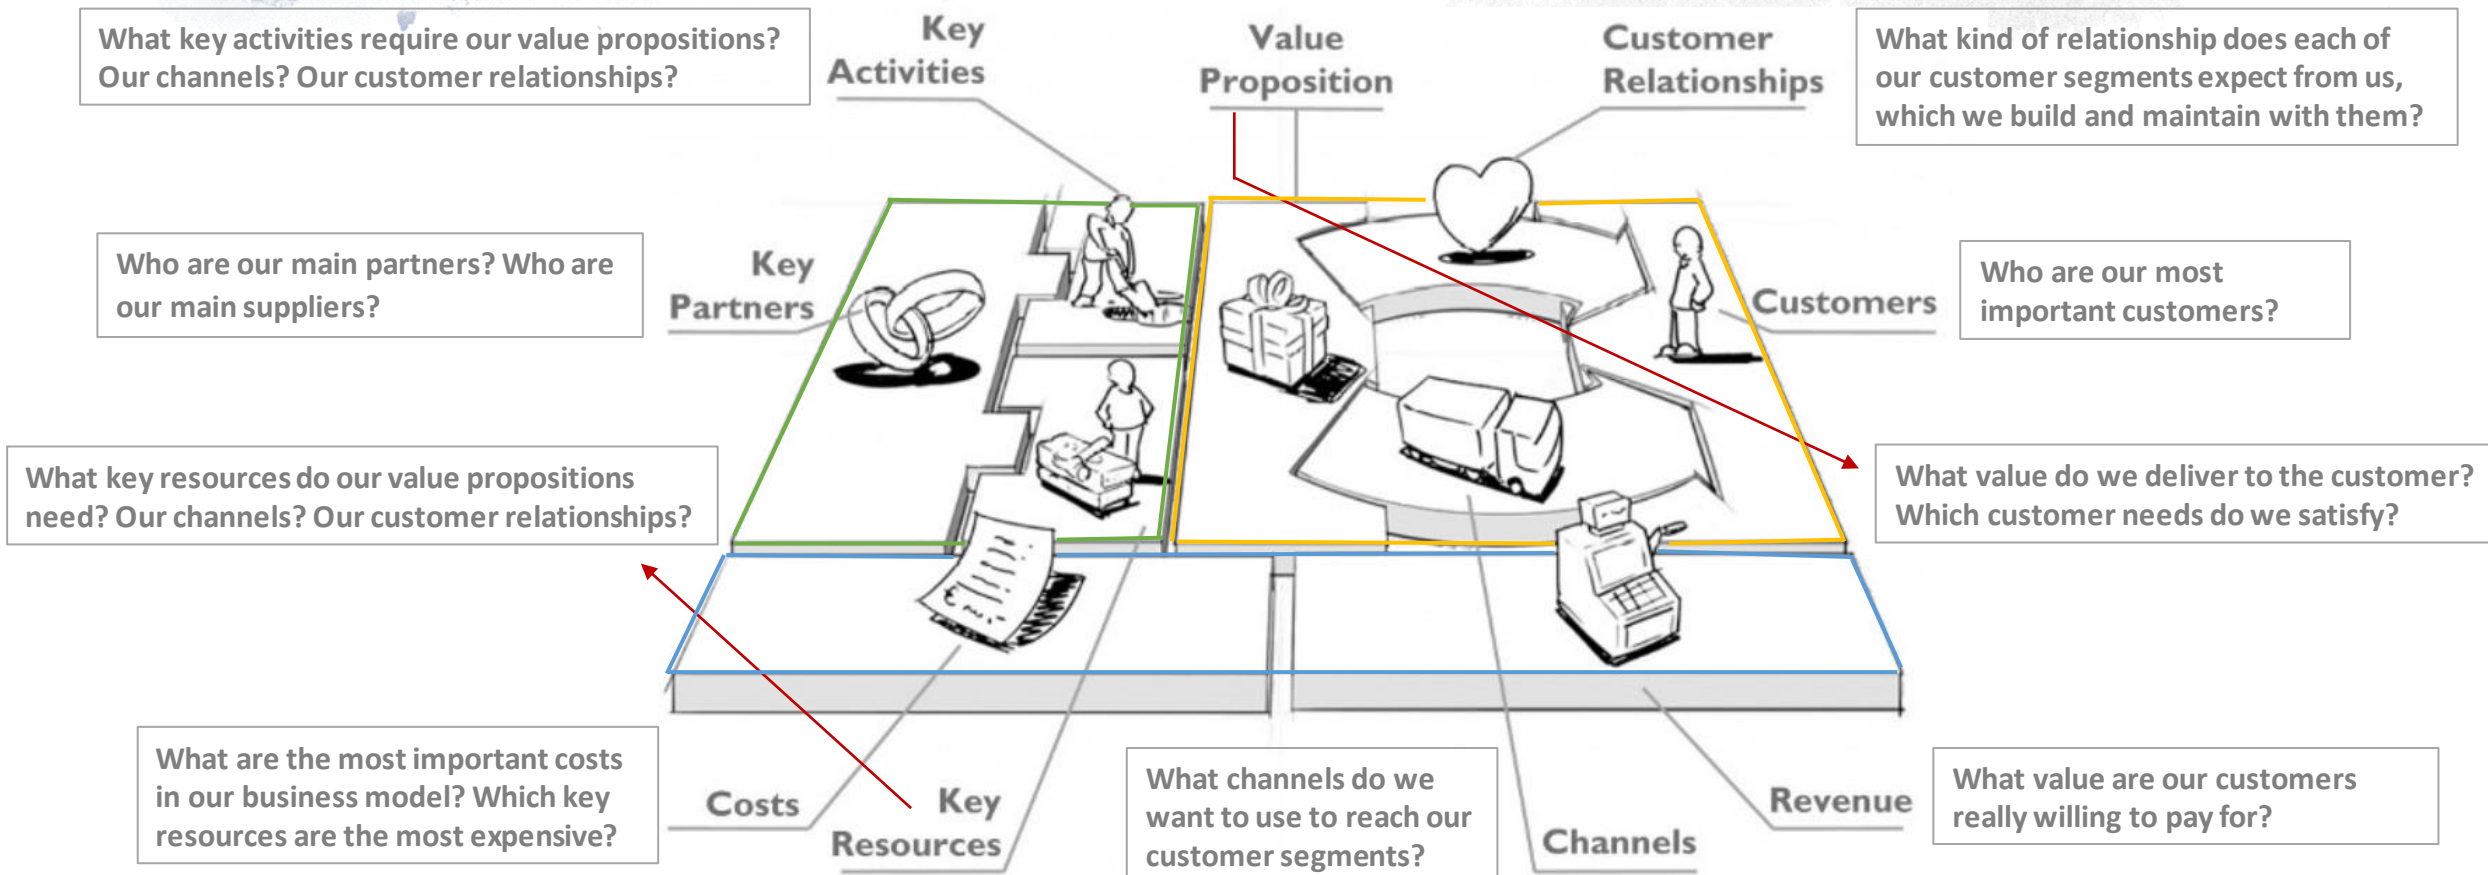 What key activities require our value propositions?
Our channels? Our customer relationships?
Key
Activities
Value
Proposition
Customer
Relationships
What kind of relationship does each of
our customer segments expect from us,
which we build and maintain with them?
Who are our main partners? Who are
our main suppliers?
Key
Partners
Customers
Who are our most
important customers?
What key resources do our value propositions
need? Our channels? Our customer relationships?
What value do we deliver to the customer?
Which customer needs do we satisfy?
€
What are the most important costs
in our business model? Which key
resources are the most expensive?
Costs
Key
Resources
What channels do we
want to use to reach our
customer segments?
Channels
Revenue
What value are our customers
really willing to pay for?